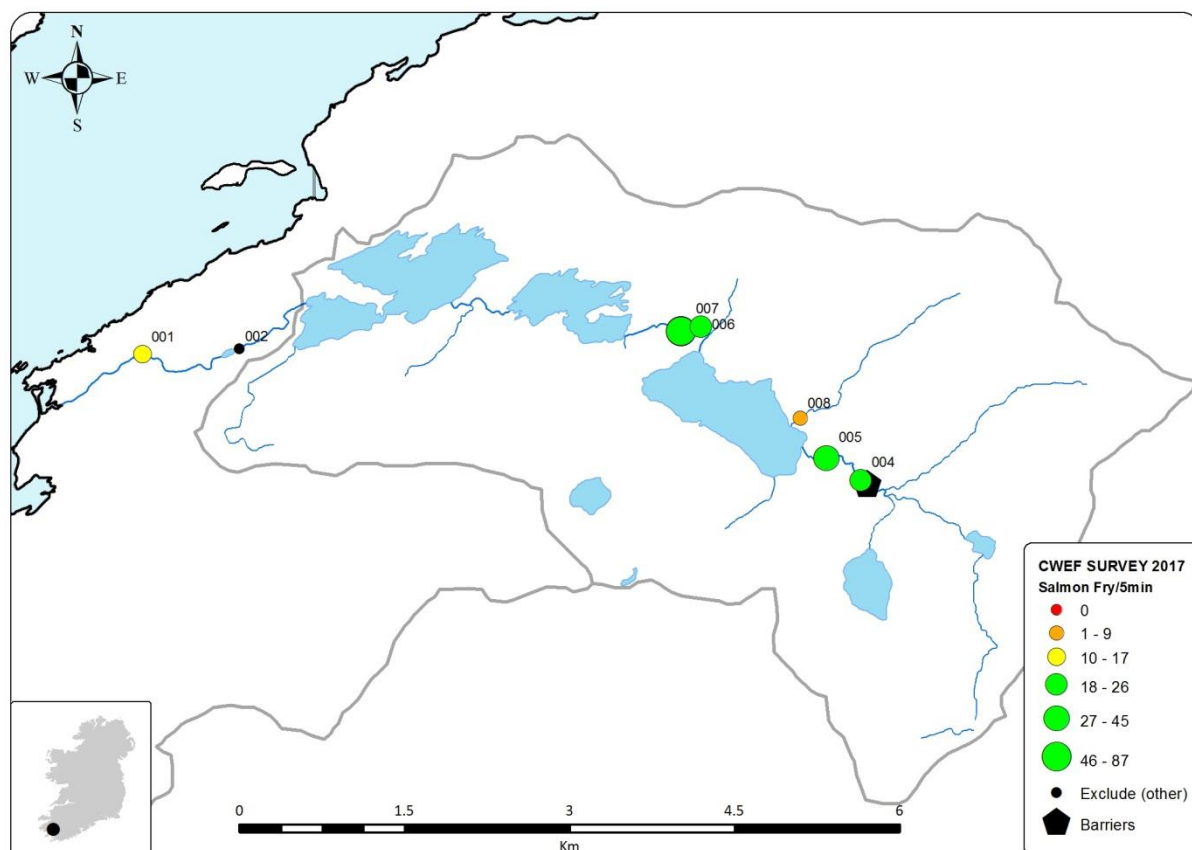 N
W E
S
001
002
007
006
008
005
004
CWEF SURVEY 2017
Salmon Fry/5min
0
1 - 9
10 - 17
18 - 26
27 - 45
46 - 87
Exclude (other)
Barriers
0 1.5 3 4.5 6
Km